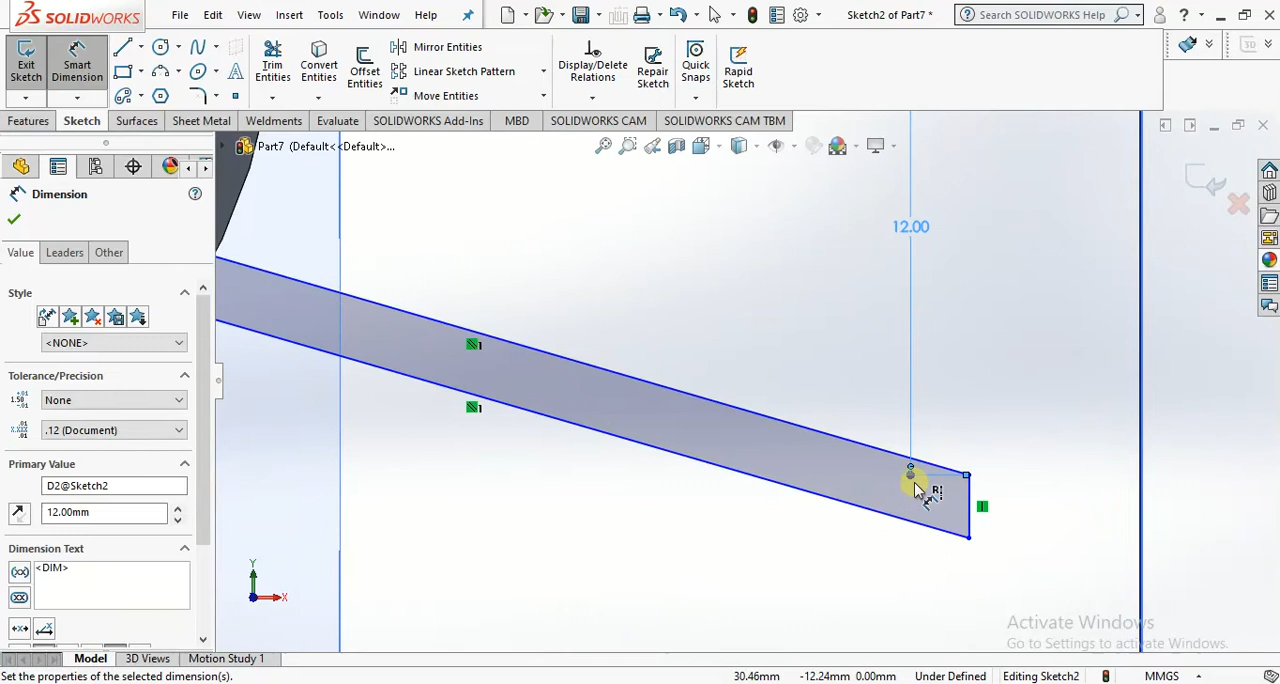 SOLIDWORKS
File Edit View Insert Tools Window Help
Sketch2 of Part7 *
Search SOLIDWORKS Help
?
Exit Sketch
Smart Dimension
Trim Entities
Convert Entities
Offset Entities
Mirror Entities
Linear Sketch Pattern
Move Entities
Display/Delete Relations
Repair Sketch
Quick Snaps
Rapid Sketch
3D
Features Sketch Surfaces Sheet Metal Weldments Evaluate SOLIDWORKS Add-Ins MBD SOLIDWORKS CAM SOLIDWORKS CAM TBM
Part7 (Default<<Default>...
Dimension
Value Leaders Other
Style
<NONE>
Tolerance/Precision
None
.12 (Document)
Primary Value
D2@Sketch2
12.00mm
Dimension Text
<DIM>
12.00
1
1
Y
X
Activate Windows
Go to Settings to activate Windows.
Model 3D Views Motion Study 1
Set the properties of the selected dimension(s).
30.46mm -12.24mm 0.00mm Under Defined Editing Sketch2 MMGS